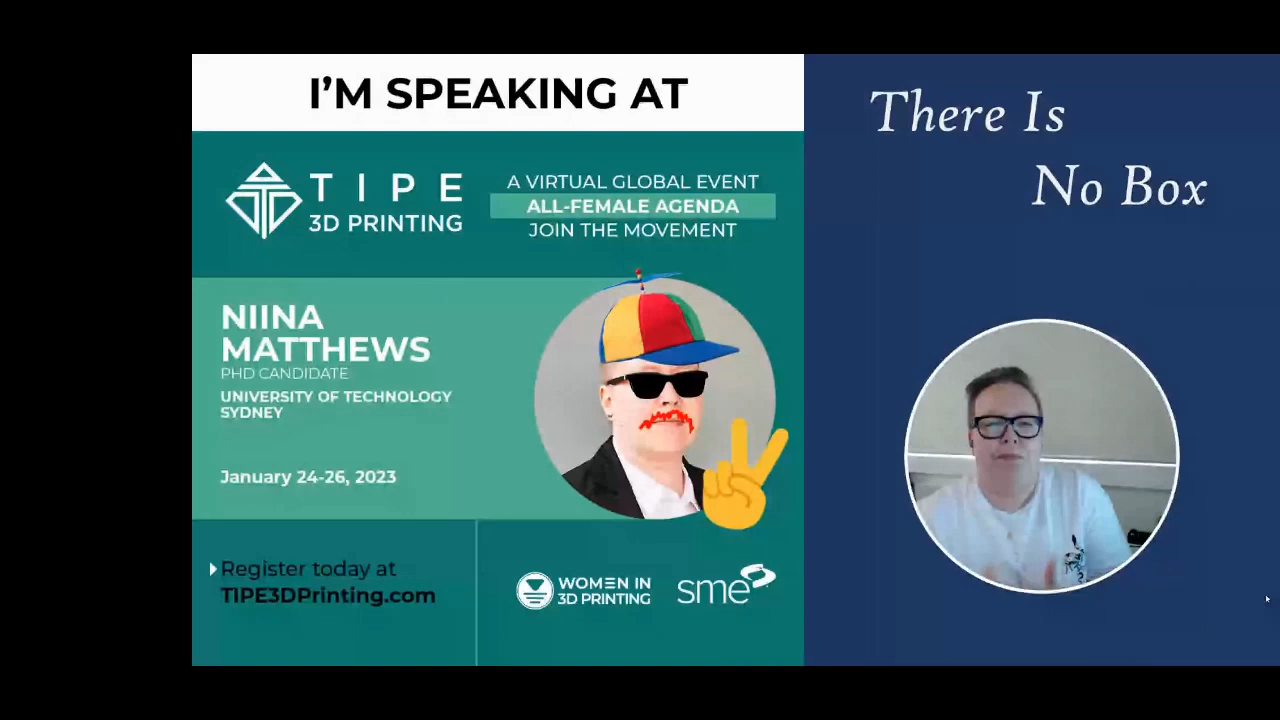 I'M SPEAKING AT
TIPE
3D PRINTING
A VIRTUAL GLOBAL EVENT
ALL-FEMALE AGENDA
JOIN THE MOVEMENT
NIINA
MATTHEWS
PHD CANDIDATE
UNIVERSITY OF TECHNOLOGY
SYDNEY
January 24-26, 2023
Register today at
TIPE3DPrinting.com
WOMEN IN
3D PRINTING
sme
There Is
No Box